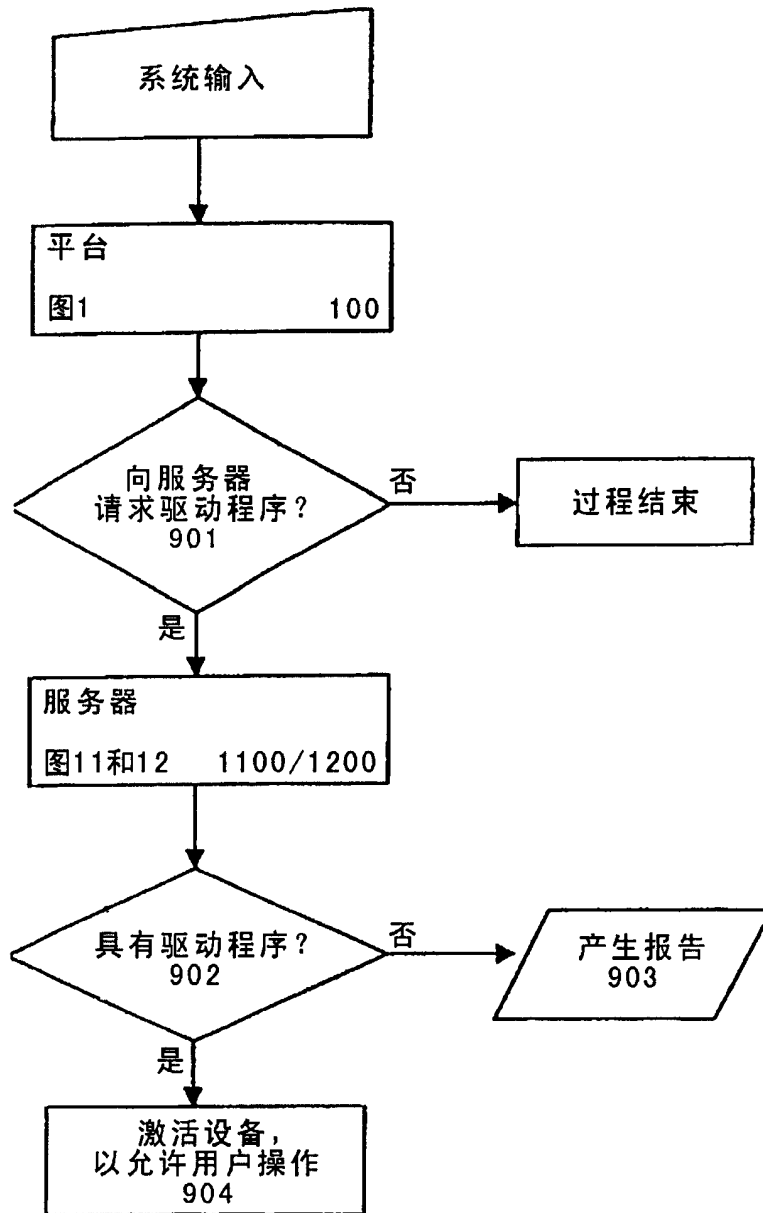 系统输入
平台
图1 100
向服务器
请求驱动程序?
901
否
过程结束
是
服务器
图11和12 1100/1200
具有驱动程序?
902
否
产生报告
903
是
激活设备,
以允许用户操作
904